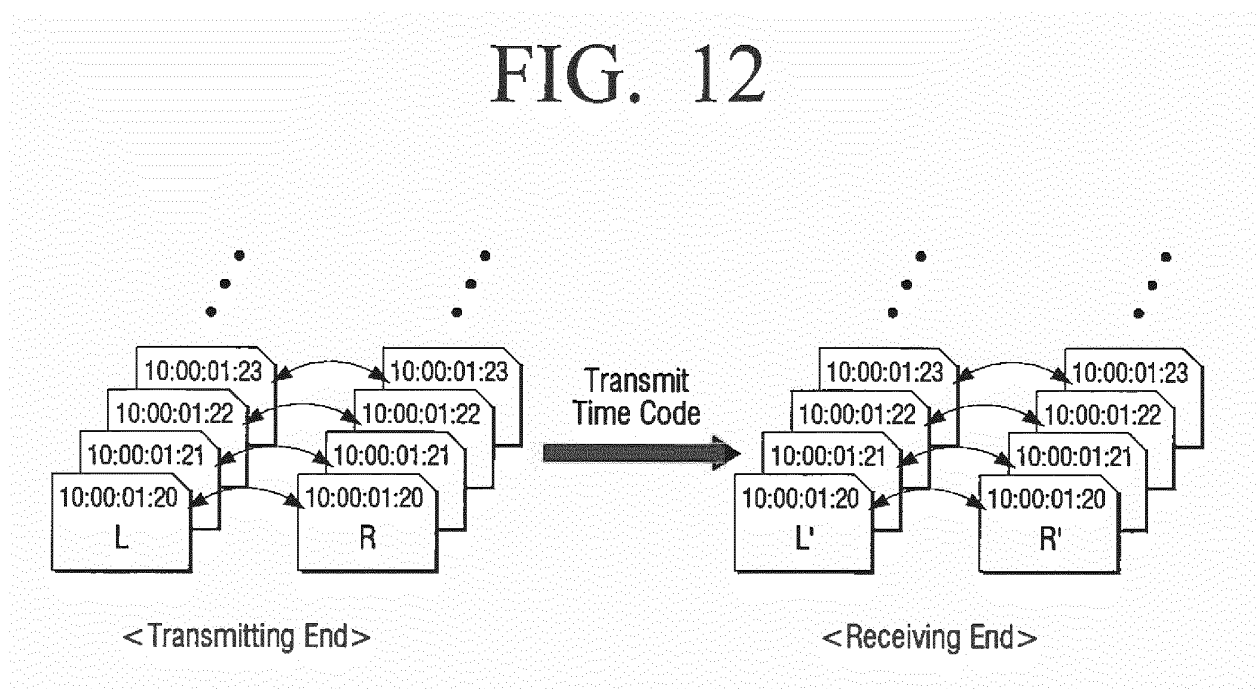 FIG. 12
10:00:01:23 10:00:01:23 10:00:01:23 10:00:01:23
Transmit
Time Code
10:00:01:22 10:00:01:22 10:00:01:22 10:00:01:22
10:00:01:21 10:00:01:21 10:00:01:21 10:00:01:21
10:00:01:20 10:00:01:20 10:00:01:20 10:00:01:20
L R L' R'
<Transmitting End> <Receiving End>